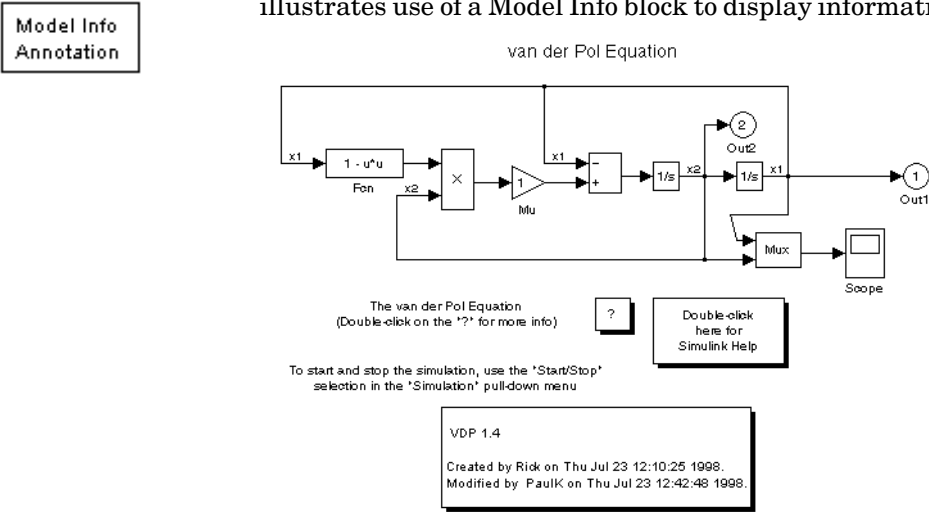 illustrates use of a Model Info block to display informati
Model Info
Annotation
van der Pol Equation
x1
1 - u*u
Fcn
x2
×
1
Mu
x1
−
+
1/s
x2
1/s
x1
2
Out2
1
Out1
Mux
Scope
The van der Pol Equation
(Double-click on the "?" for more info)
?
Double-click
here for
Simulink Help
To start and stop the simulation, use the "Start/Stop"
selection in the "Simulation" pull-down menu
VDP 1.4
Created by Rick on Thu Jul 23 12:10:25 1998.
Modified by PaulK on Thu Jul 23 12:42:48 1998.